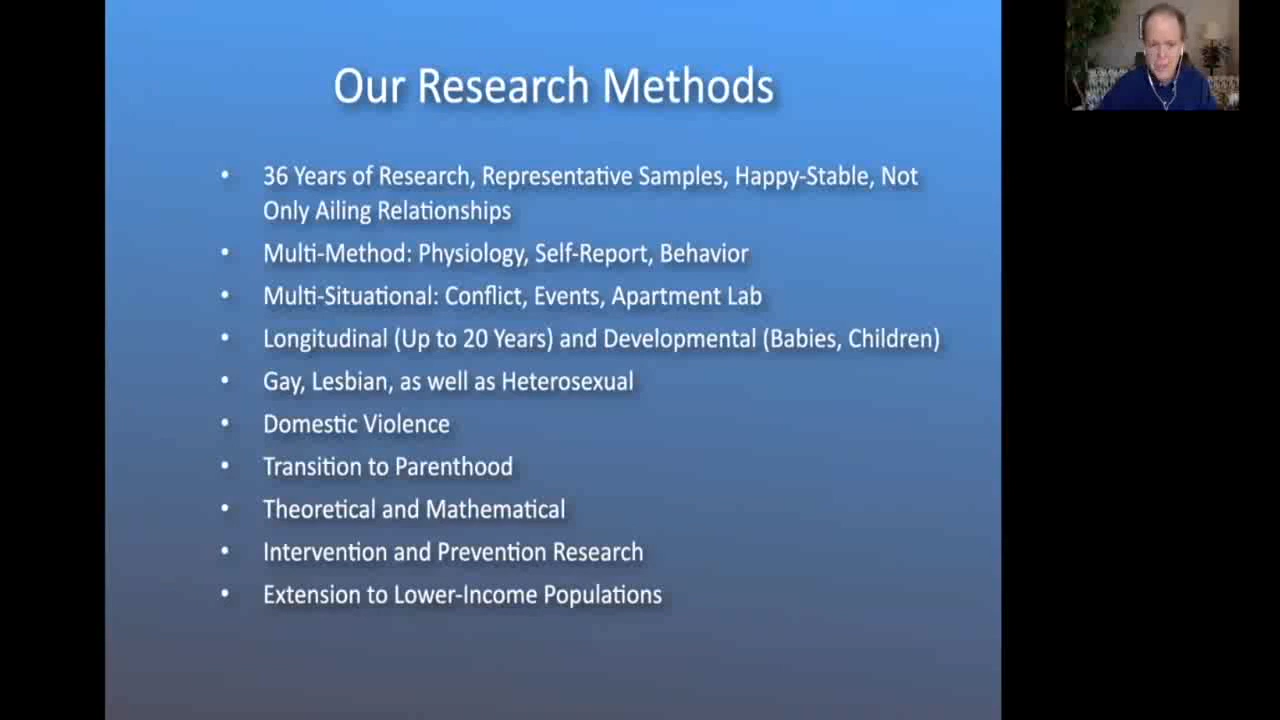 Our Research Methods
• 36 Years of Research, Representative Samples, Happy-Stable, Not
Only Ailing Relationships
• Multi-Method: Physiology, Self-Report, Behavior
• Multi-Situational: Conflict, Events, Apartment Lab
• Longitudinal (Up to 20 Years) and Developmental (Babies, Children)
• Gay, Lesbian, as well as Heterosexual
• Domestic Violence
• Transition to Parenthood
• Theoretical and Mathematical
• Intervention and Prevention Research
• Extension to Lower-Income Populations